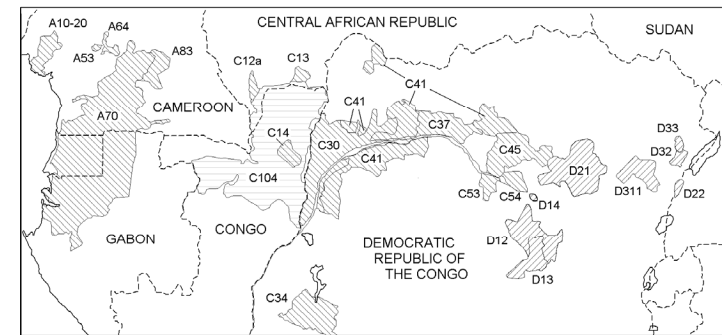 CENTRAL AFRICAN REPUBLIC
SUDAN
A10-20
A64
A53
A83
C12a
C13
CAMEROON
C41
C41
A70
C14
C30
C37
C41
C45
C104
D33
D32
D21
D311
D22
C53
C54
D14
GABON
CONGO
D12
D13
DEMOCRATIC
REPUBLIC OF
THE CONGO
C34